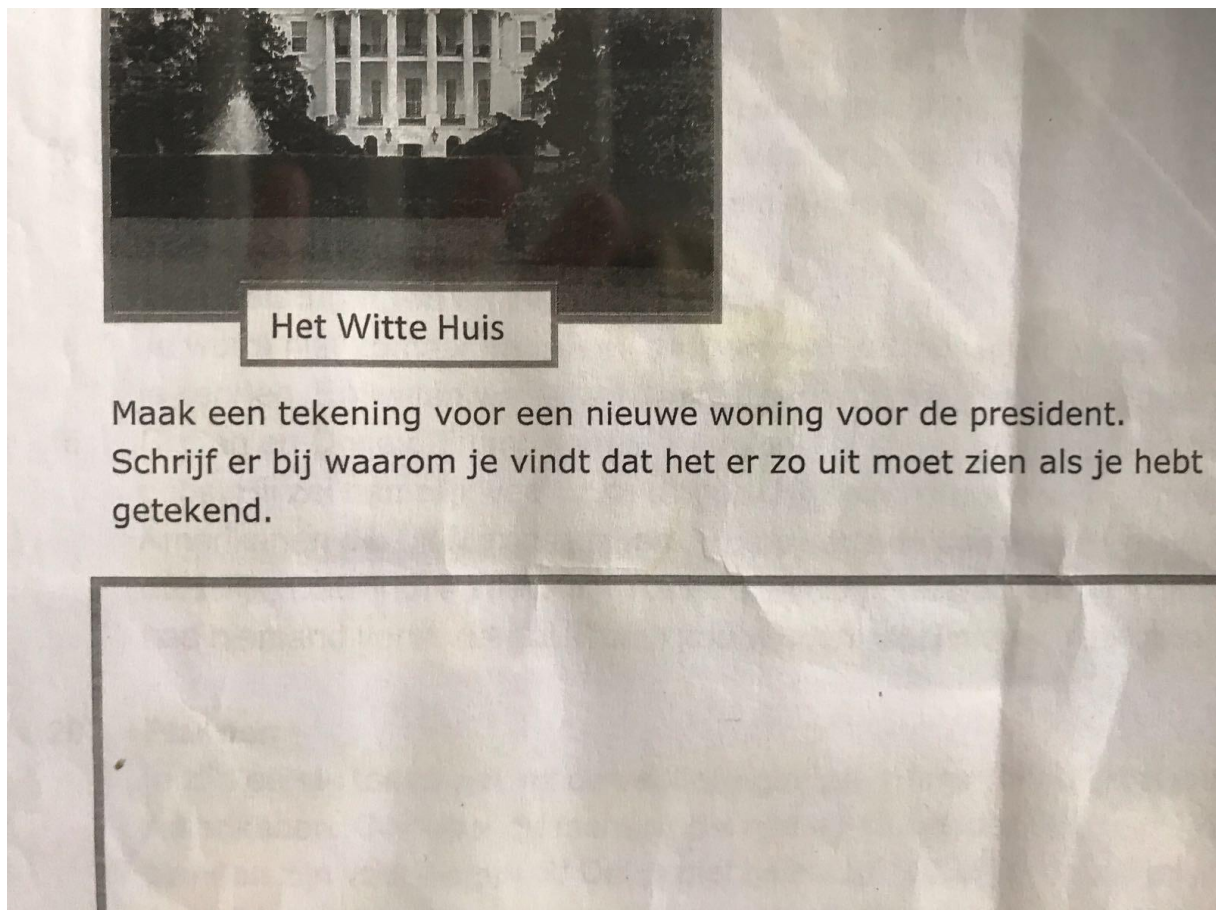 Het Witte Huis
Maak een tekening voor een nieuwe woning voor de president.
Schrijf er bij waarom je vindt dat het er zo uit moet zien als je hebt
getekend.